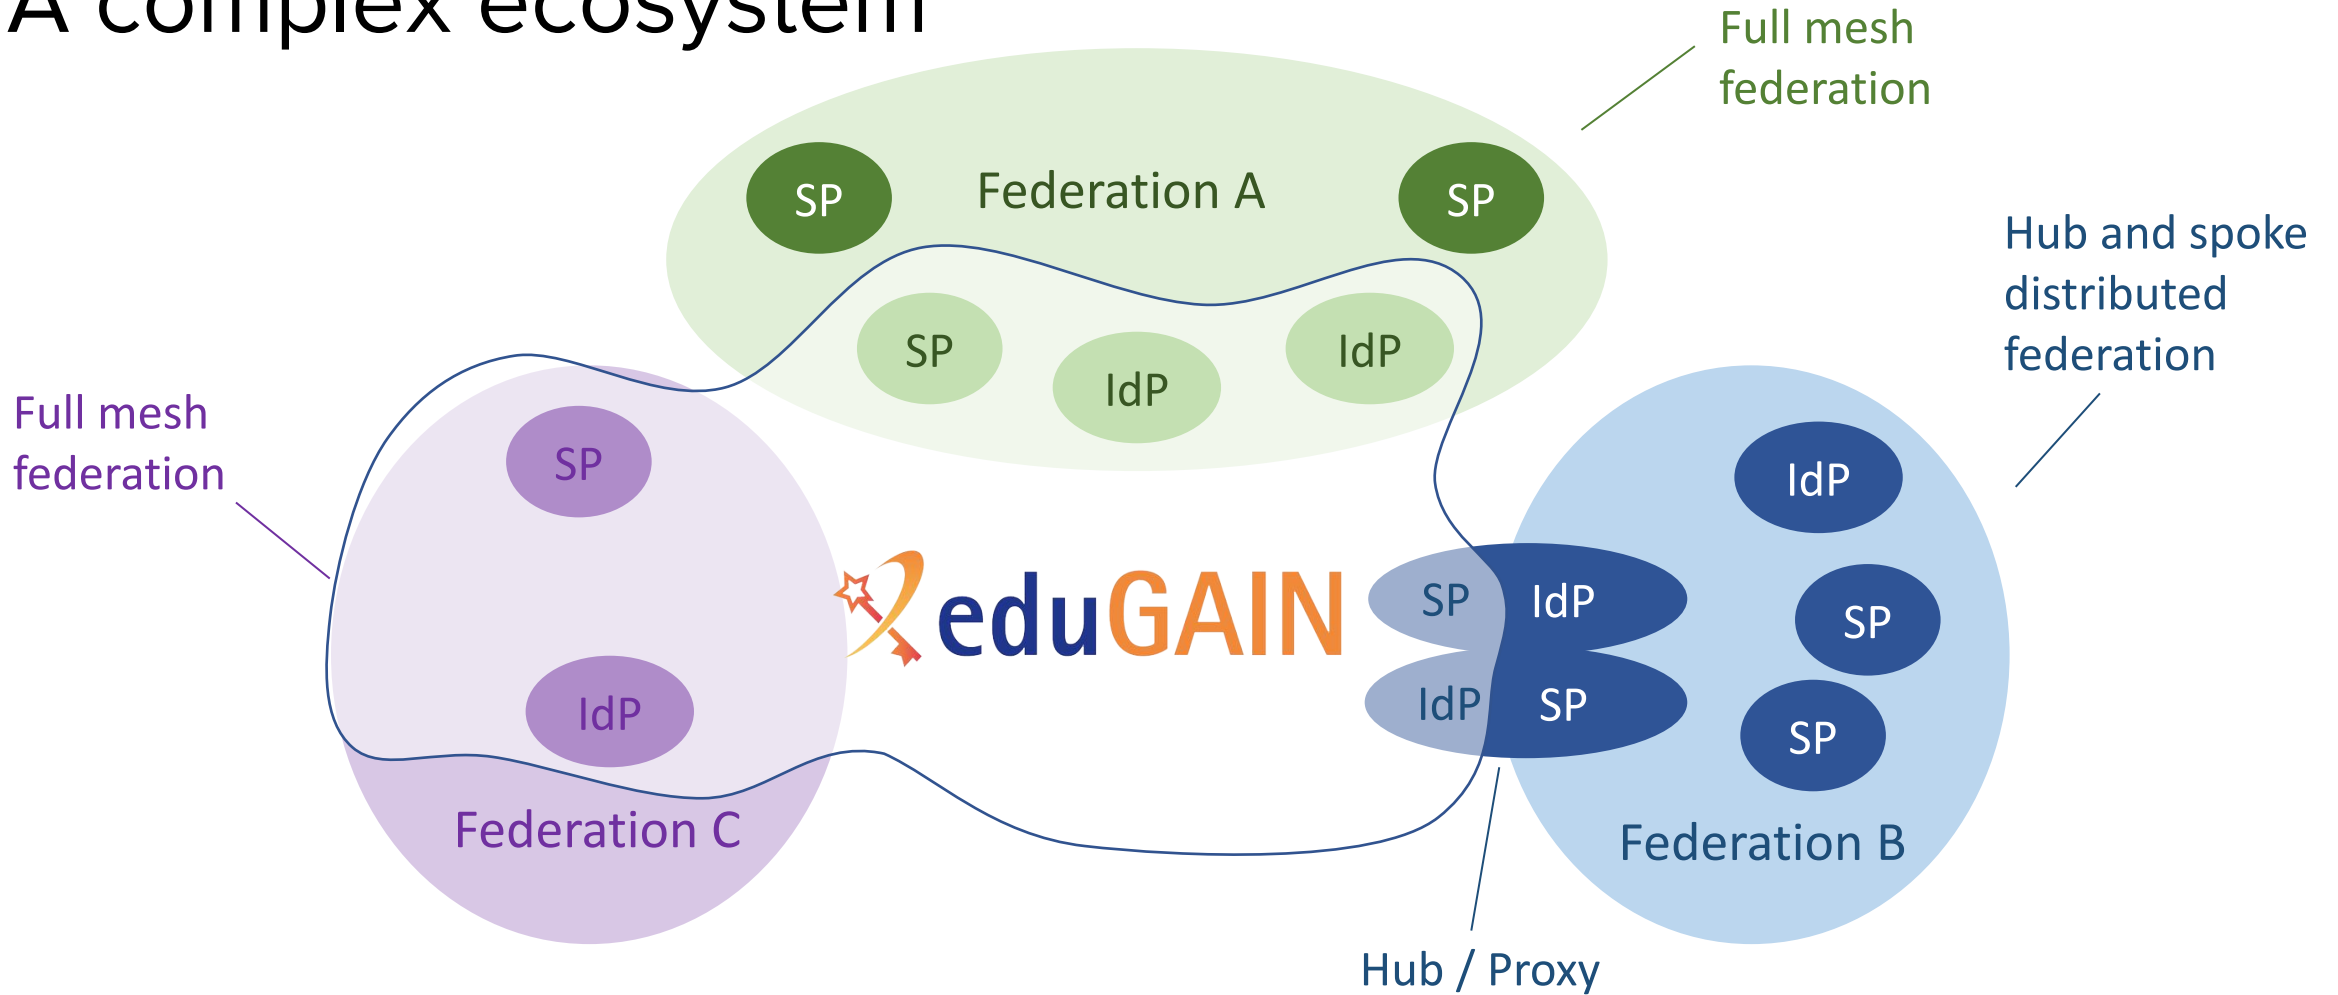 A complex ecosystem
Full mesh
federation
SP
Federation A
SP
Hub and spoke
distributed
federation
SP
IdP
IdP
Full mesh
federation
SP
IdP
eduGAIN
SP
IdP
SP
IdP
SP
IdP
SP
Federation C
Federation B
Hub / Proxy